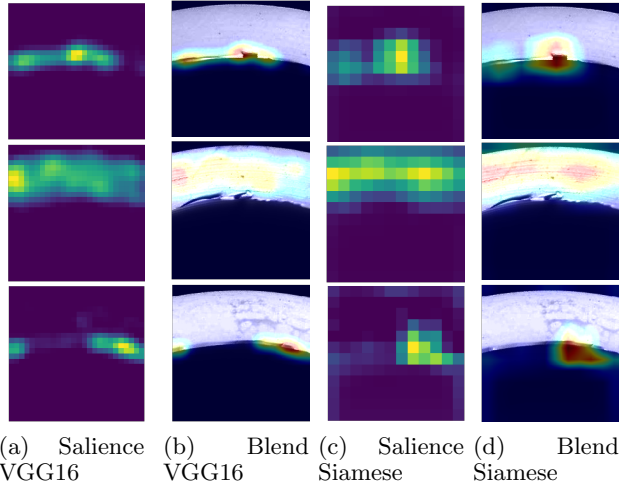 (a) Salience
VGG16
(b) Blend
VGG16
(c) Salience
Siamese
(d) Blend
Siamese